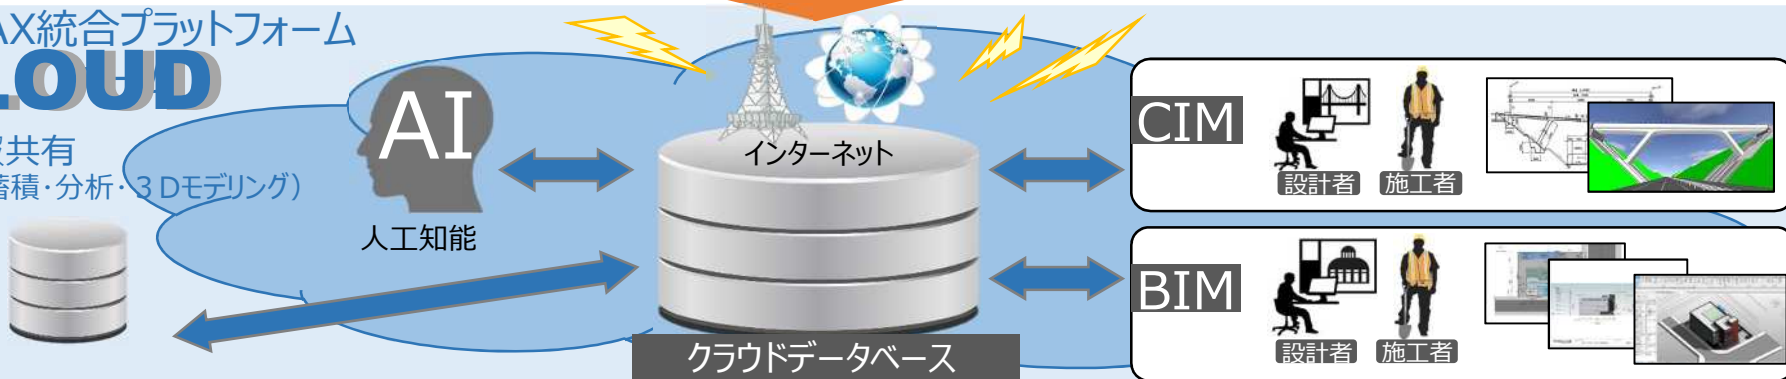 AX統合プラットフォーム
LOUD
共有
蓄積・分析・3Dモデリング)
AI
人工知能
インターネット
クラウドデータベース
CIM
設計者
施工者
BIM
設計者
施工者